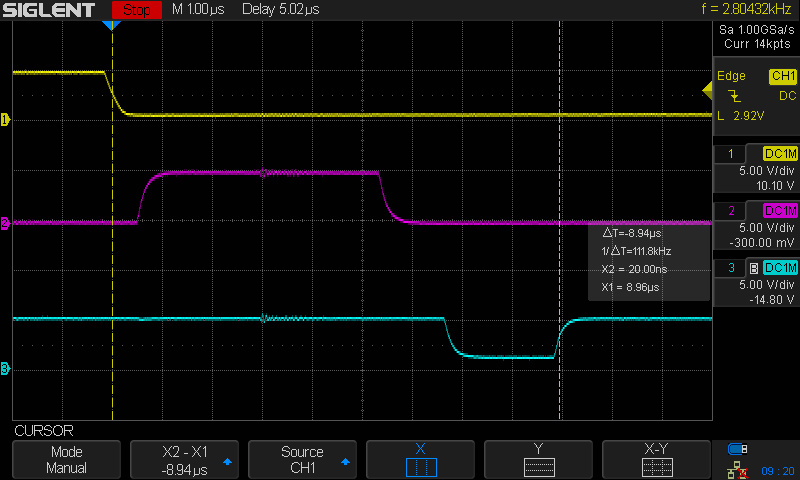 SIGLENT Stop M 1.00µs Delay 5.02µs f = 2.80432kHz
Sa 1.00GSa/s
Curr 14kpts
Edge CH1
DC
L 2.92V
1 DC1M
5.00 V/div
10.10 V
2 DC1M
5.00 V/div
-300.00 mV
3 B DC1M
5.00 V/div
-14.80 V
1
2
3
ΔT=-8.94µs
1/ΔT=111.8kHz
X2 = 20.00ns
X1 = 8.96µs
CURSOR
Mode
Manual
X2 - X1
-8.94µs
Source
CH1
X
Y
X-Y
09:20